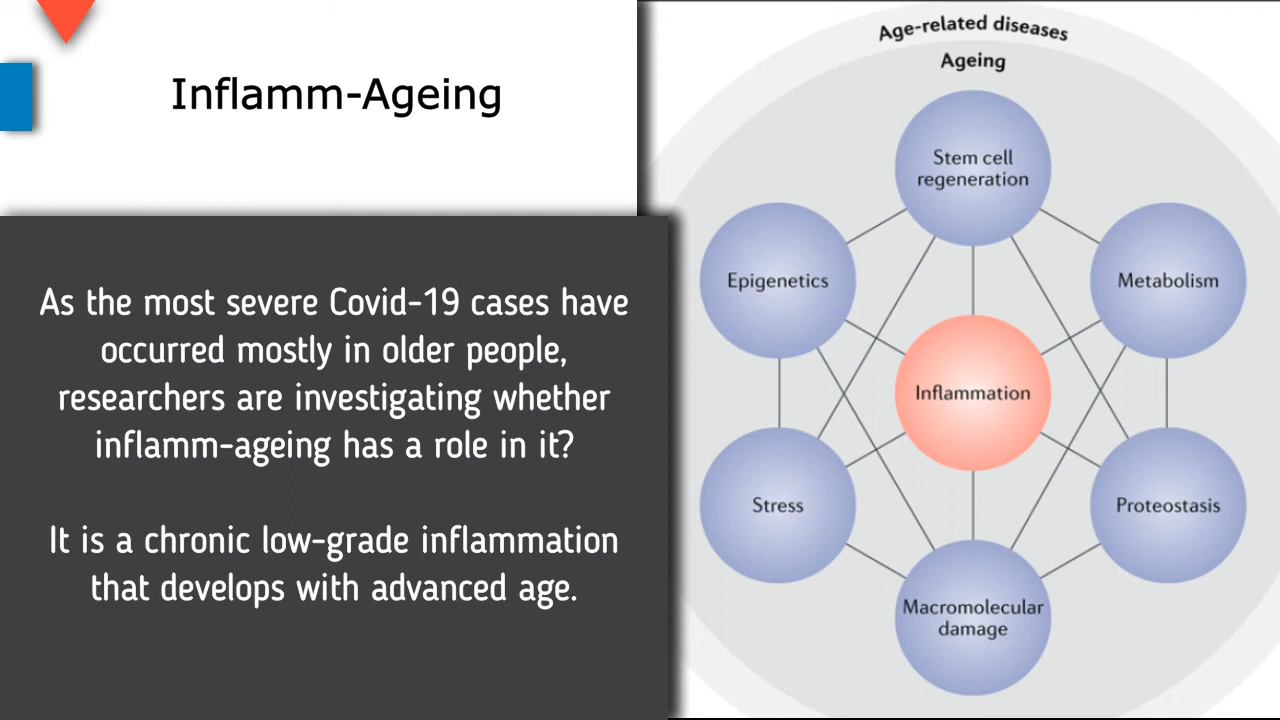 Inflamm-Ageing
As the most severe Covid-19 cases have
occurred mostly in older people,
researchers are investigating whether
inflamm-ageing has a role in it?
It is a chronic low-grade inflammation
that develops with advanced age.
Age-related diseases
Ageing
Stem cell
regeneration
Epigenetics
Metabolism
Inflammation
Stress
Proteostasis
Macromolecular
damage